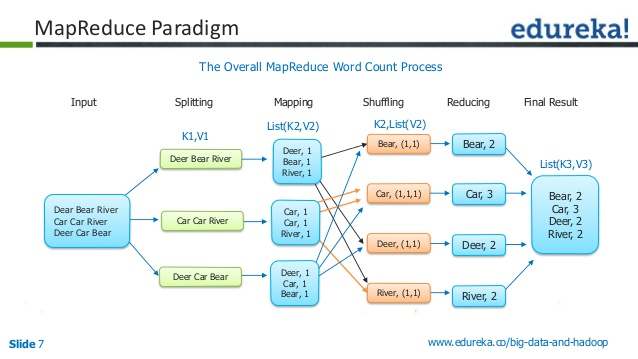 MapReduce Paradigm
edureka!
The Overall MapReduce Word Count Process
Input
Splitting
Mapping
Shuffling
Reducing
Final Result
K1,V1
List(K2,V2)
K2,List(V2)
List(K3,V3)
Dear Bear River
Car Car River
Deer Car Bear
Deer Bear River
Car Car River
Deer Car Bear
Deer, 1
Bear, 1
River, 1
Car, 1
Car, 1
River, 1
Deer, 1
Car, 1
Bear, 1
Bear, (1,1)
Car, (1,1,1)
Deer, (1,1)
River, (1,1)
Bear, 2
Car, 3
Deer, 2
River, 2
Bear, 2
Car, 3
Deer, 2
River, 2
Slide 7
www.edureka.co/big-data-and-hadoop